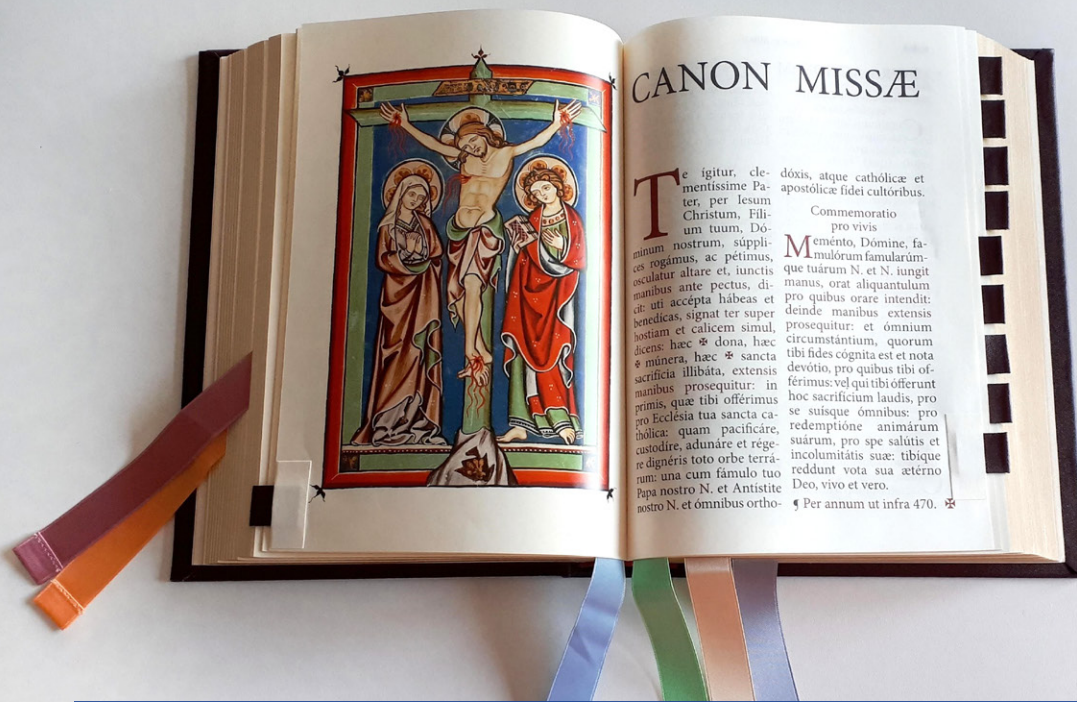 CANON MISSÆ
Te ígitur, cle-
mentíssime Pa-
ter, per Iesum
Christum, Fíli-
um tuum, Dó-
minum nostrum, súppli-
ces rogámus, ac pétimus,
osculatur altare et, iunctis
manibus ante pectus, di-
cit: uti accépta hábeas et
benedícas, signat ter super
hostiam et calicem simul,
dicens: hæc ✠ dona, hæc
✠ múnera, hæc ✠ sancta
sacrifícia illibáta, extensis
manibus prosequitur: in
primis, quæ tibi offérimus
pro Ecclésia tua sancta ca-
thólica: quam pacificáre,
custodíre, adunáre et rége-
re dignéris toto orbe terrá-
rum: una cum fámulo tuo
Papa nostro N. et Antístite
nostro N. et ómnibus ortho-
dóxis, atque cathólicæ et
apostólicæ fídei cultóribus.
Commemoratio
pro vivis
Meménto, Dómine, fa-
mulórum famularúm-
que tuárum N. et N. iungit
manus, orat aliquantulum
pro quibus orare intendit:
deinde manibus extensis
prosequitur: et ómnium
circumstántium, quorum
tibi fides cógnita est et nota
devótio, pro quibus tibi of-
férimus: vel qui tibi ófferunt
hoc sacrifícium laudis, pro
se suísque ómnibus: pro
redemptióne animárum
suárum, pro spe salútis et
incolumitátis suæ: tibíque
reddunt vota sua ætérno
Deo, vivo et vero.
¶ Per annum ut infra 470. ✠